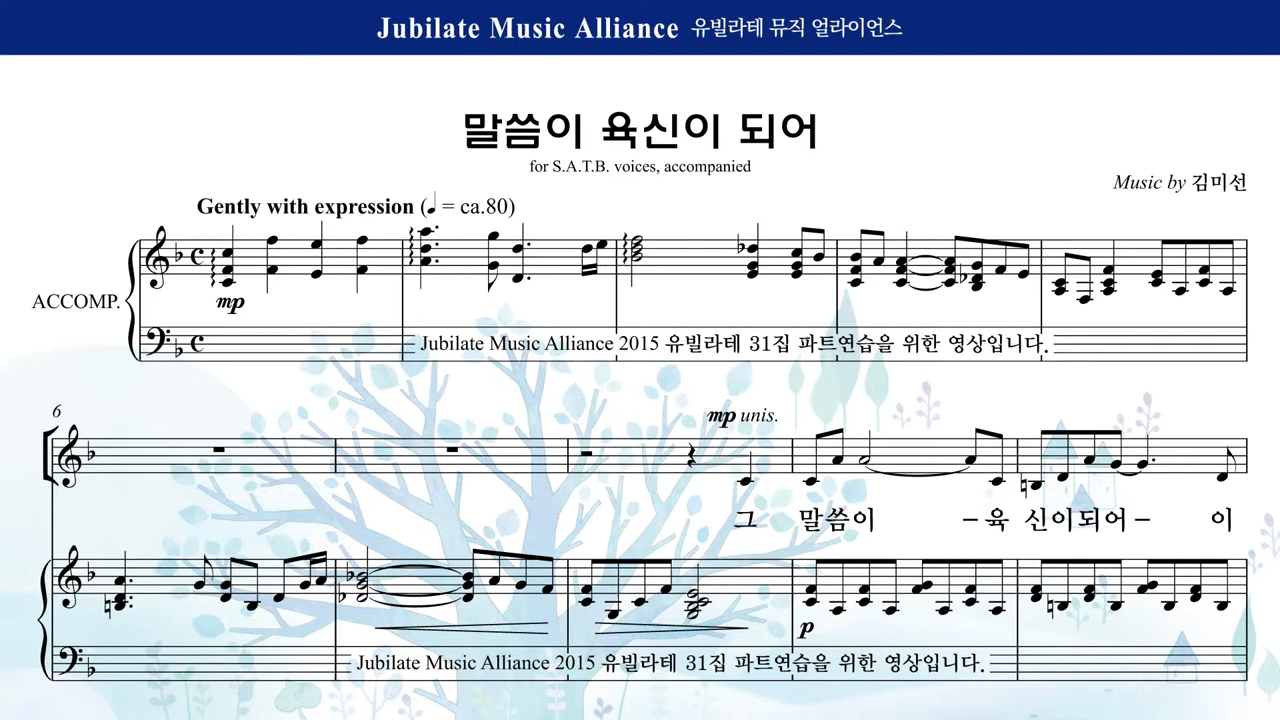 Jubilate Music Alliance 유빌라테 뮤직 얼라이언스
말씀이 육신이 되어
for S.A.T.B. voices, accompanied
Music by 김미선
Gently with expression (♩ = ca.80)
ACCOMP.
mp
Jubilate Music Alliance 2015 유빌라테 31집 파트연습을 위한 영상입니다.
6
mp unis.
그 말씀이 – 육 신이되어 – 이
p
Jubilate Music Alliance 2015 유빌라테 31집 파트연습을 위한 영상입니다.